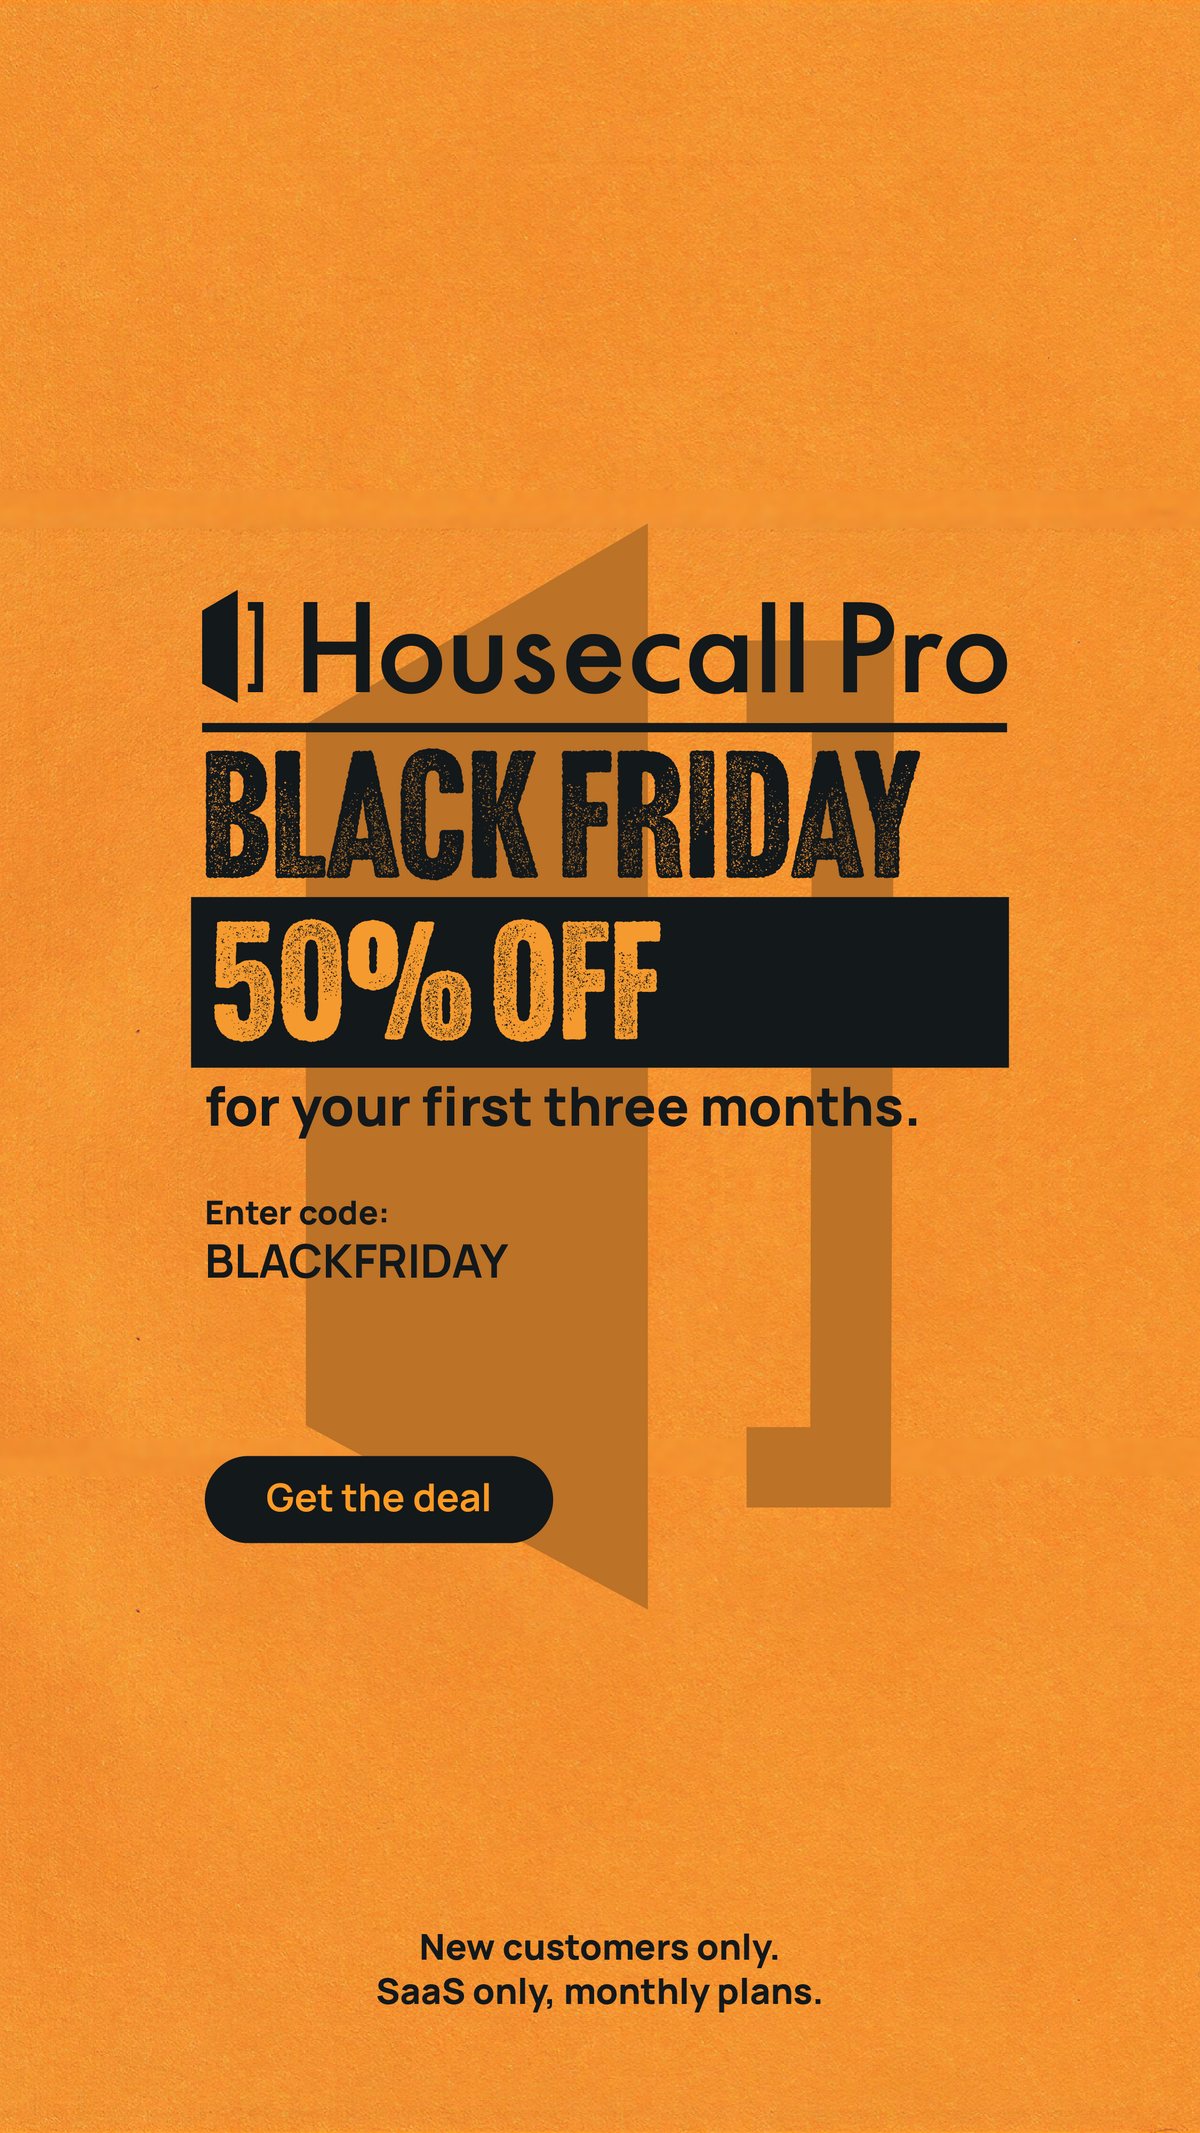 Housecall Pro
BLACK FRIDAY
50% OFF
for your first three months.
Enter code:
BLACKFRIDAY
Get the deal
New customers only.
SaaS only, monthly plans.